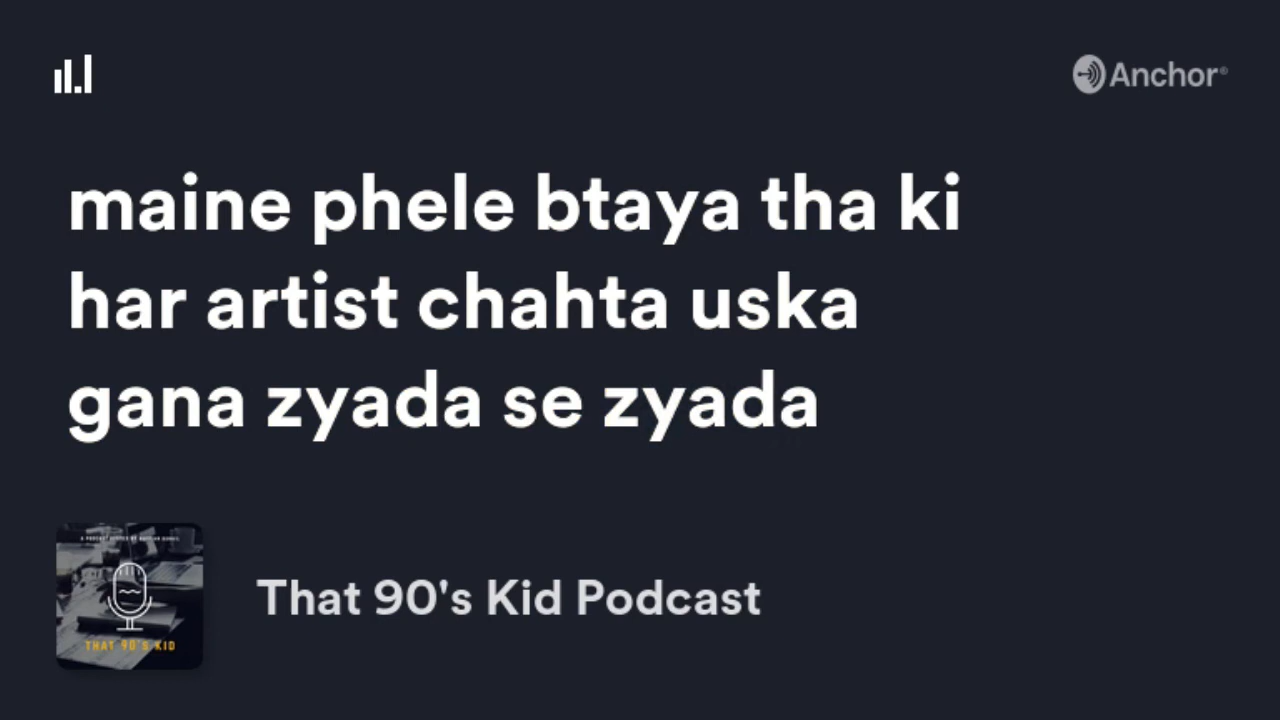 Anchor®
maine phele btaya tha ki
har artist chahta uska
gana zyada se zyada
That 90's Kid Podcast
THAT 90'S KID